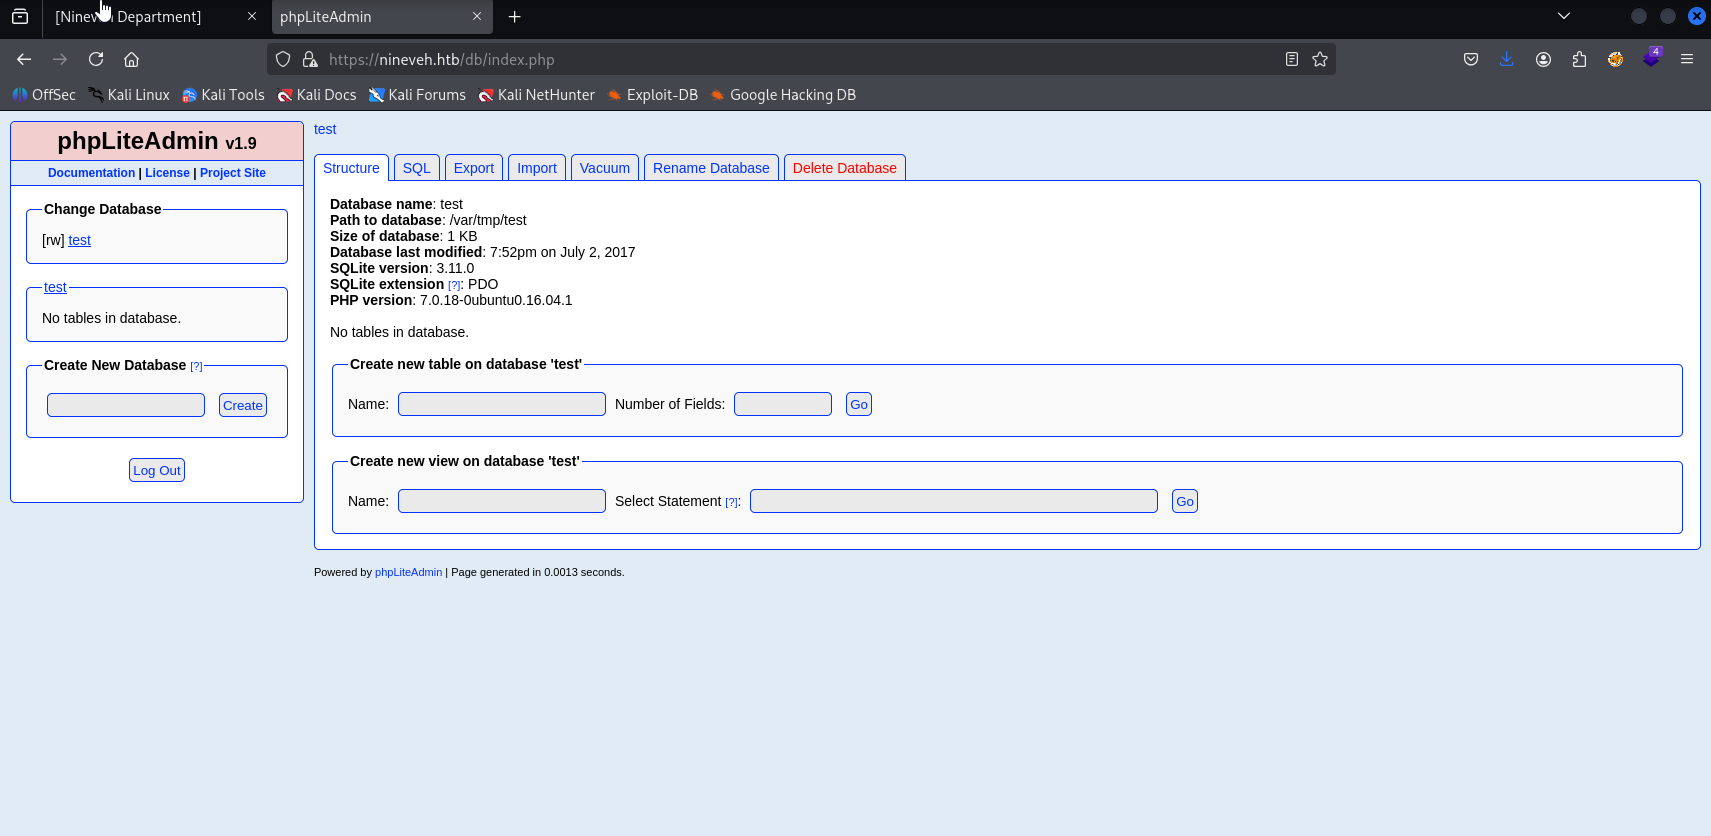 [Nineveh Department]
phpLiteAdmin
4
https://nineveh.htb/db/index.php
OffSec Kali Linux Kali Tools Kali Docs Kali Forums Kali NetHunter Exploit-DB Google Hacking DB
phpLiteAdmin v1.9
Documentation | License | Project Site
Change Database
[rw] test
test
No tables in database.
Create New Database [?]
Create
Log Out
test
Structure SQL Export Import Vacuum Rename Database Delete Database
Database name: test
Path to database: /var/tmp/test
Size of database: 1 KB
Database last modified: 7:52pm on July 2, 2017
SQLite version: 3.11.0
SQLite extension [?]: PDO
PHP version: 7.0.18-0ubuntu0.16.04.1
No tables in database.
Create new table on database 'test'
Name: Number of Fields: Go
Create new view on database 'test'
Name: Select Statement [?]: Go
Powered by phpLiteAdmin | Page generated in 0.0013 seconds.